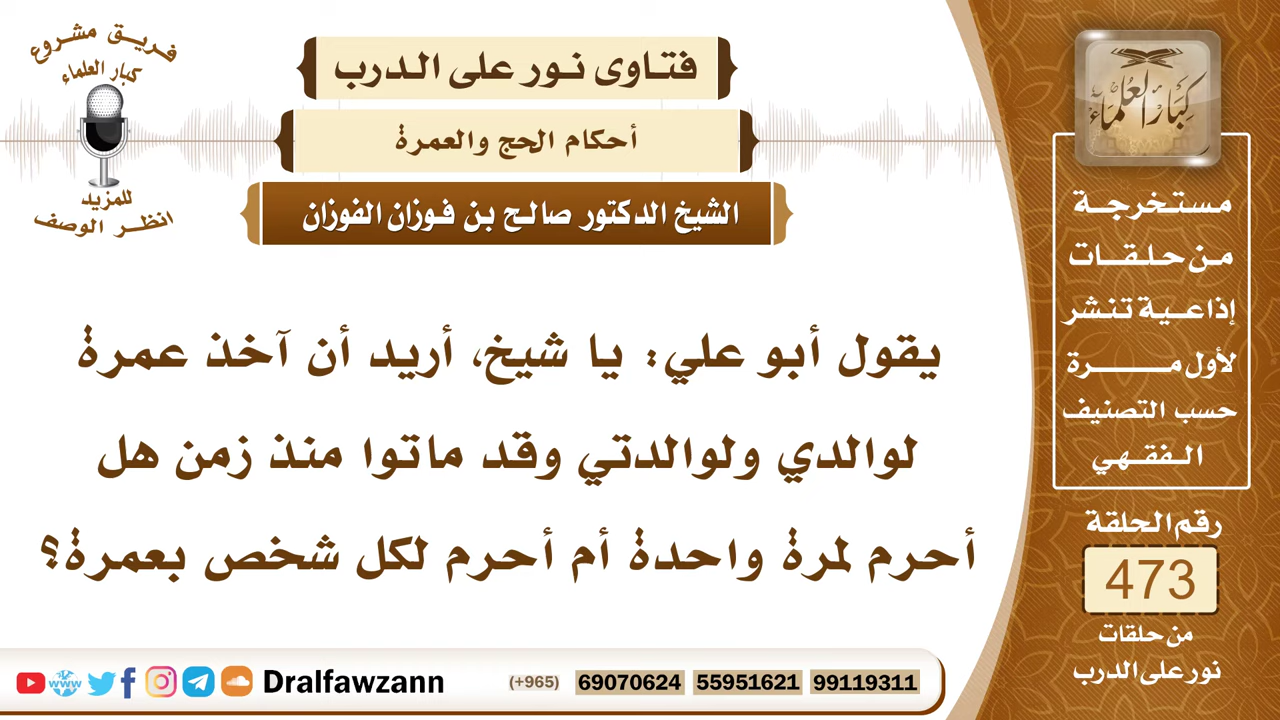 فريق مشروع
كبار العلماء
للمزيد
انظر الوصف
فتاوى نور على الدرب
أحكام الحج والعمرة
الشيخ الدكتور صالح بن فوزان الفوزان
يقول أبو علي: يا شيخ، أريد أن آخذ عمرة
لوالدي ولوالدتي وقد ماتوا منذ زمن هل
أحرم لمرة واحدة أم أحرم لكل شخص بعمرة؟
كبار العلماء
مستخرجة
من حلقات
إذاعية تنشر
لأول مرة
حسب التصنيف
الفقهي
رقم الحلقة
473
من حلقات
نور على الدرب
www Dralfawzann (+965) 69070624 55951621 99119311